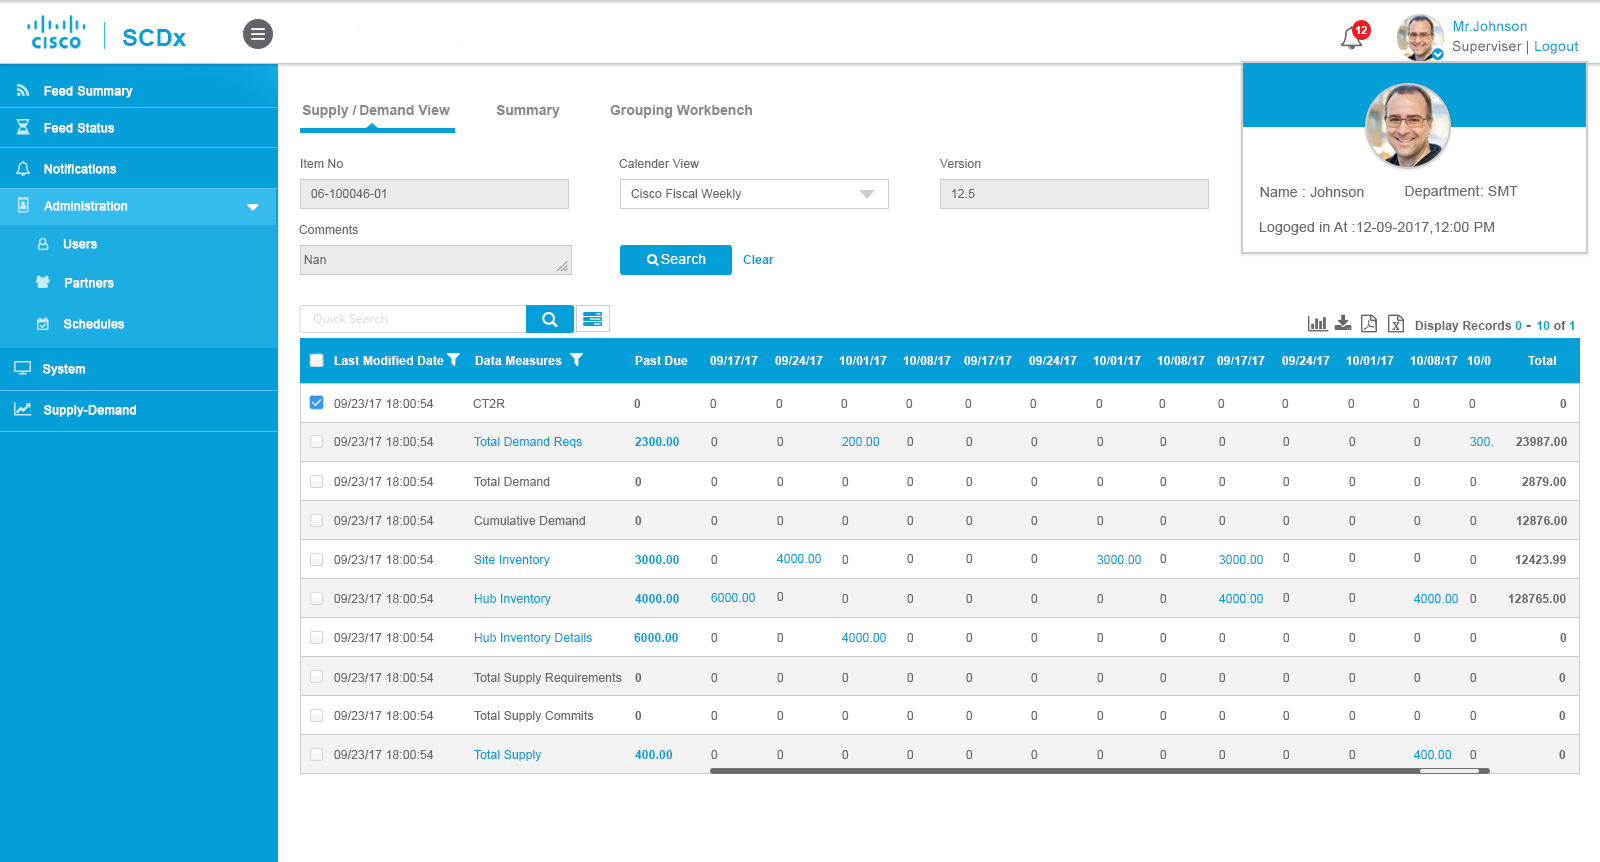 CISCO
SCDx
12
Mr.Johnson
Superviser | Logout
Feed Summary
Feed Status
Notifications
Administration
Users
Partners
Schedules
System
Supply-Demand
Supply / Demand View Summary Grouping Workbench
Name : Johnson Department: SMT
Logoged in At :12-09-2017,12:00 PM
Item No Calender View Version
06-100046-01 Cisco Fiscal Weekly 12.5
Comments
Nan Search Clear
Quick Search
Display Records 0 - 10 of 1
Last Modified Date Data Measures Past Due 09/17/17 09/24/17 10/01/17 10/08/17 09/17/17 09/24/17 10/01/17 10/08/17 09/17/17 09/24/17 10/01/17 10/08/17 10/0 Total
09/23/17 18:00:54 CT2R 0 0 0 0 0 0 0 0 0 0 0 0 0 0 0
09/23/17 18:00:54 Total Demand Reqs 2300.00 0 0 200.00 0 0 0 0 0 0 0 0 0 300. 23987.00
09/23/17 18:00:54 Total Demand 0 0 0 0 0 0 0 0 0 0 0 0 0 0 2879.00
09/23/17 18:00:54 Cumulative Demand 0 0 0 0 0 0 0 0 0 0 0 0 0 0 12876.00
09/23/17 18:00:54 Site Inventory 3000.00 0 4000.00 0 0 0 0 3000.00 0 3000.00 0 0 0 0 12423.99
09/23/17 18:00:54 Hub Inventory 4000.00 6000.00 0 0 0 0 0 0 0 4000.00 0 0 4000.00 0 128765.00
09/23/17 18:00:54 Hub Inventory Details 6000.00 0 0 4000.00 0 0 0 0 0 0 0 0 0 0 0
09/23/17 18:00:54 Total Supply Requirements 0 0 0 0 0 0 0 0 0 0 0 0 0 0 0
09/23/17 18:00:54 Total Supply Commits 0 0 0 0 0 0 0 0 0 0 0 0 0 0 0
09/23/17 18:00:54 Total Supply 400.00 0 0 0 0 0 0 0 0 0 0 0 400.00 0 0